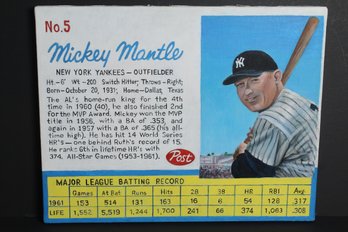 No. 5
Mickey Mantle
NEW YORK YANKEES—OUTFIELDER
Ht.-6' Wt.-200 Switch Hitter; Throws-Right;
Born-October 20, 1931; Home-Dallas, Texas
The AL's home-run king for the 4th
time in 1960 (40), he also finished 2nd
for the MVP Award. Mickey won the MVP
title in 1956, with a BA of .353, and
again in 1957 with a BA of .365 (his all-
time high). He has hit 14 World Series
HR's—one behind Ruth's record of 15.
He ranks 6th in lifetime HR's—with
374. All-Star Games (1953-1961).
Post
MAJOR LEAGUE BATTING RECORD
Games At Bat Runs Hits 2B 3B HR RBI Avg.
1961 153 514 131 163 16 6 54 128 .317
LIFE 1,552 5,519 1,244 1,700 241 66 374 1,063 .308